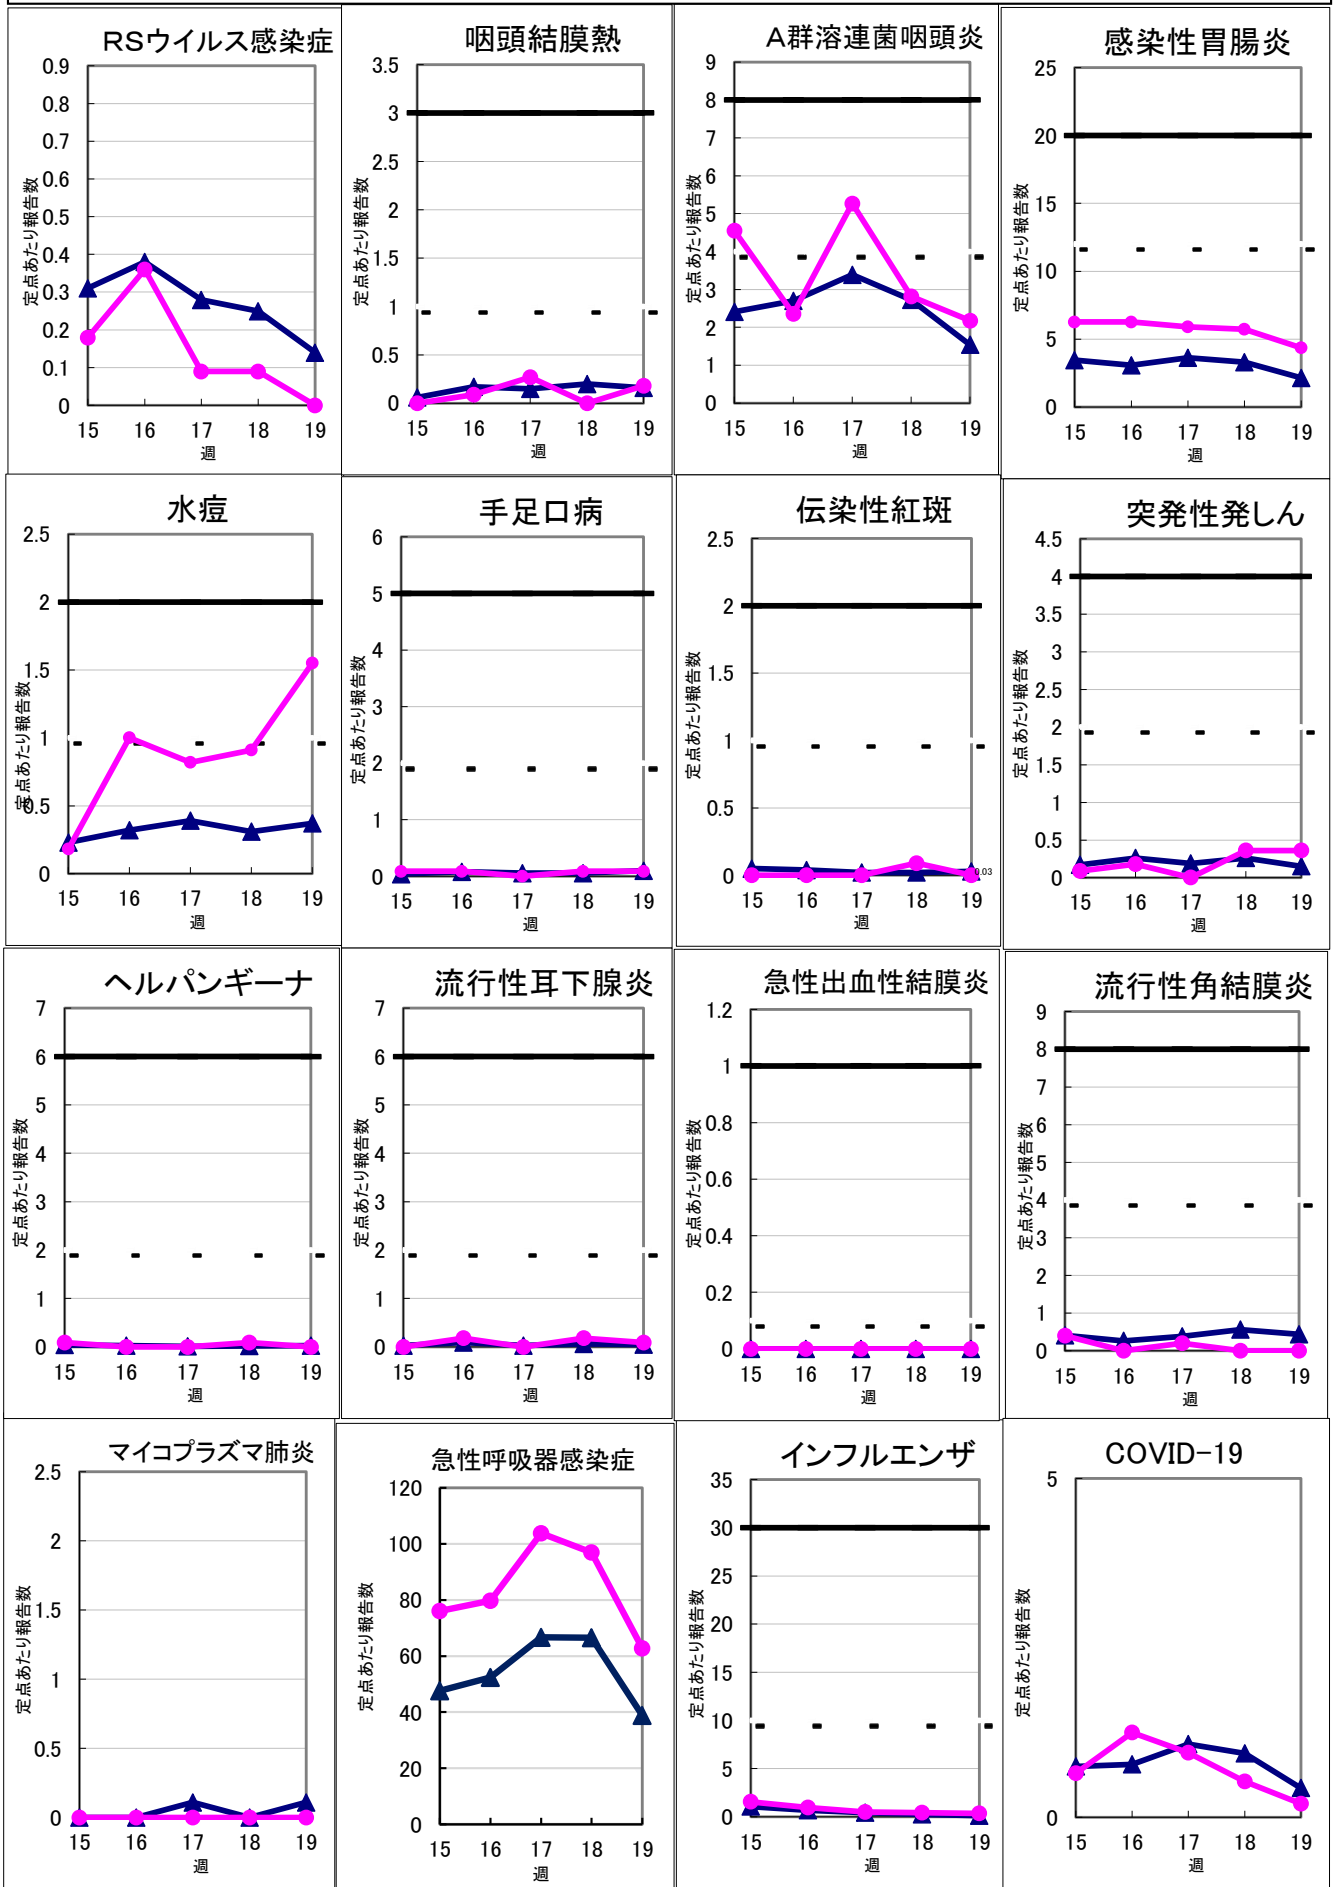 RSウイルス感染症
定点あたり報告数
0.9
0.8
0.7
0.6
0.5
0.4
0.3
0.2
0.1
0
15 16 17 18 19
週
咽頭結膜熱
定点あたり報告数
3.5
3
2.5
2
1.5
1
0.5
0
15 16 17 18 19
週
A群溶連菌咽頭炎
定点あたり報告数
9
8
7
6
5
4
3
2
1
0
15 16 17 18 19
週
感染性胃腸炎
定点あたり報告数
25
20
15
10
5
0
15 16 17 18 19
週
水痘
定点あたり報告数
2.5
2
1.5
1
0.5
0
15 16 17 18 19
週
手足口病
定点あたり報告数
6
5
4
3
2
1
0
15 16 17 18 19
週
伝染性紅斑
定点あたり報告数
2.5
2
1.5
1
0.5
0
0.03
15 16 17 18 19
週
突発性発しん
定点あたり報告数
4.5
4
3.5
3
2.5
2
1.5
1
0.5
0
15 16 17 18 19
週
ヘルパンギーナ
定点あたり報告数
7
6
5
4
3
2
1
0
15 16 17 18 19
週
流行性耳下腺炎
定点あたり報告数
7
6
5
4
3
2
1
0
15 16 17 18 19
週
急性出血性結膜炎
定点あたり報告数
1.2
1
0.8
0.6
0.4
0.2
0
15 16 17 18 19
週
流行性角結膜炎
定点あたり報告数
9
8
7
6
5
4
3
2
1
0
15 16 17 18 19
週
マイコプラズマ肺炎
定点あたり報告数
2.5
2
1.5
1
0.5
0
15 16 17 18 19
週
急性呼吸器感染症
定点あたり報告数
120
100
80
60
40
20
0
15 16 17 18 19
週
インフルエンザ
定点あたり報告数
35
30
25
20
15
10
5
0
15 16 17 18 19
週
COVID-19
定点あたり報告数
5
0
15 16 17 18 19
週